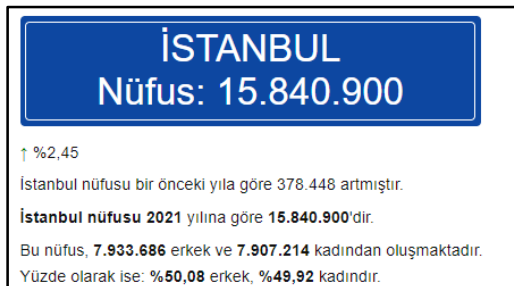 İSTANBUL
Nüfus: 15.840.900
↑ %2,45
İstanbul nüfusu bir önceki yıla göre 378.448 artmıştır.
İstanbul nüfusu 2021 yılına göre 15.840.900'dir.
Bu nüfus, 7.933.686 erkek ve 7.907.214 kadından oluşmaktadır.
Yüzde olarak ise: %50,08 erkek, %49,92 kadındır.